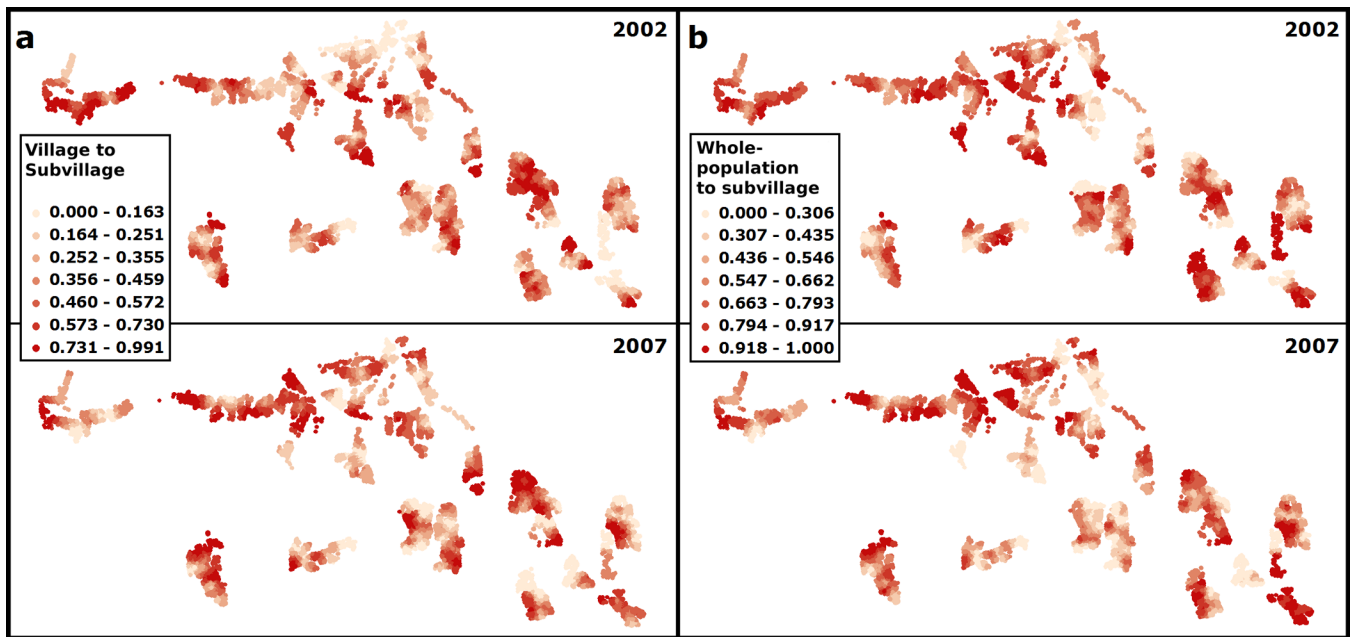 a
2002
Village to
Subvillage
0.000 - 0.163
0.164 - 0.251
0.252 - 0.355
0.356 - 0.459
0.460 - 0.572
0.573 - 0.730
0.731 - 0.991
2007
b
2002
Whole-
population
to subvillage
0.000 - 0.306
0.307 - 0.435
0.436 - 0.546
0.547 - 0.662
0.663 - 0.793
0.794 - 0.917
0.918 - 1.000
2007